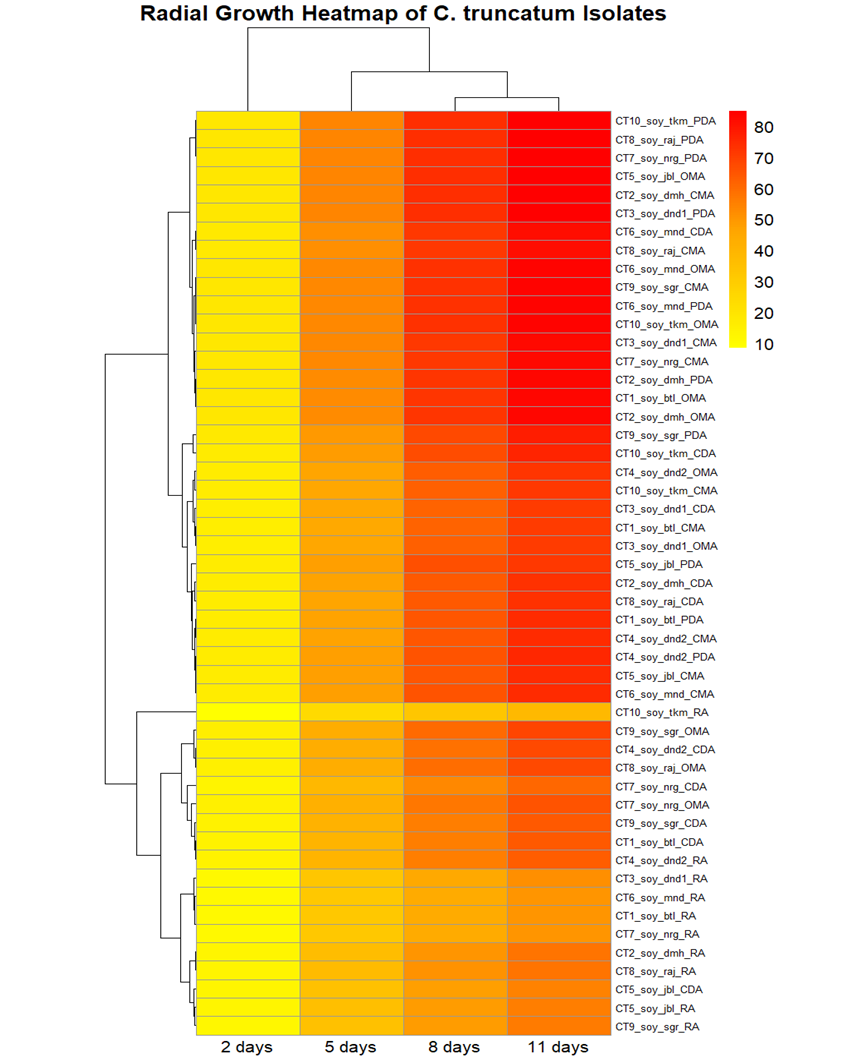 Radial Growth Heatmap of C. truncatum Isolates
CT10_soy_tkm_PDA
CT8_soy_raj_PDA
CT7_soy_nrg_PDA
CT5_soy_jbl_OMA
CT2_soy_dmh_CMA
CT3_soy_dnd1_PDA
CT6_soy_mnd_CDA
CT8_soy_raj_CMA
CT6_soy_mnd_OMA
CT9_soy_sgr_CMA
CT6_soy_mnd_PDA
CT10_soy_tkm_OMA
CT3_soy_dnd1_CMA
CT7_soy_nrg_CMA
CT2_soy_dmh_PDA
CT1_soy_btl_OMA
CT2_soy_dmh_OMA
CT9_soy_sgr_PDA
CT10_soy_tkm_CDA
CT4_soy_dnd2_OMA
CT10_soy_tkm_CMA
CT3_soy_dnd1_CDA
CT1_soy_btl_CMA
CT3_soy_dnd1_OMA
CT5_soy_jbl_PDA
CT2_soy_dmh_CDA
CT8_soy_raj_CDA
CT1_soy_btl_PDA
CT4_soy_dnd2_CMA
CT4_soy_dnd2_PDA
CT5_soy_jbl_CMA
CT6_soy_mnd_CMA
CT10_soy_tkm_RA
CT9_soy_sgr_OMA
CT4_soy_dnd2_CDA
CT8_soy_raj_OMA
CT7_soy_nrg_CDA
CT7_soy_nrg_OMA
CT9_soy_sgr_CDA
CT1_soy_btl_CDA
CT4_soy_dnd2_RA
CT3_soy_dnd1_RA
CT6_soy_mnd_RA
CT1_soy_btl_RA
CT7_soy_nrg_RA
CT2_soy_dmh_RA
CT8_soy_raj_RA
CT5_soy_jbl_CDA
CT5_soy_jbl_RA
CT9_soy_sgr_RA
80
70
60
50
40
30
20
10
2 days 5 days 8 days 11 days